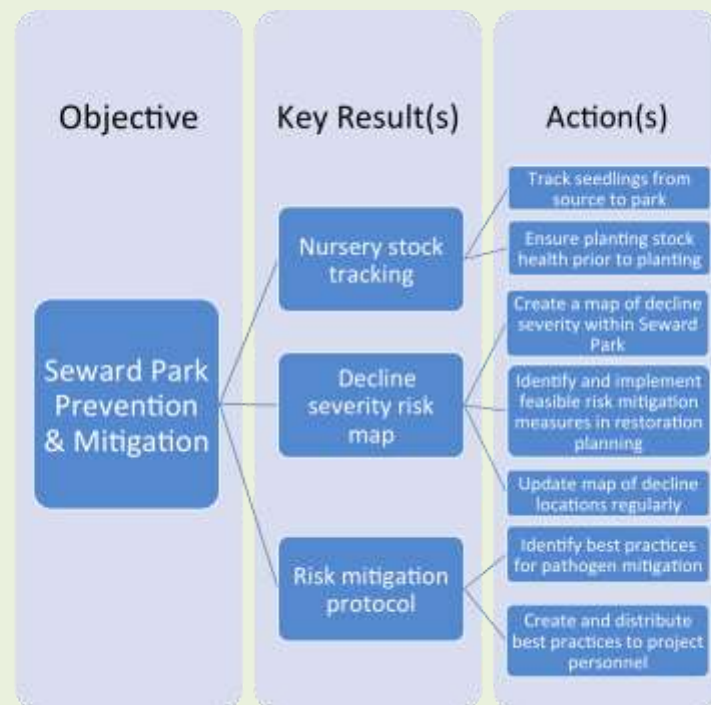 Objective
Key Result(s)
Action(s)
Seward Park
Prevention
& Mitigation
Nursery stock
tracking
Track seedlings from
source to park
Ensure planting stock
health prior to planting
Decline
severity risk
map
Create a map of decline
severity within Seward
Park
Identify and implement
feasible risk mitigation
measures in restoration
planning
Update map of decline
locations regularly
Risk mitigation
protocol
Identify best practices
for pathogen mitigation
Create and distribute
best practices to project
personnel